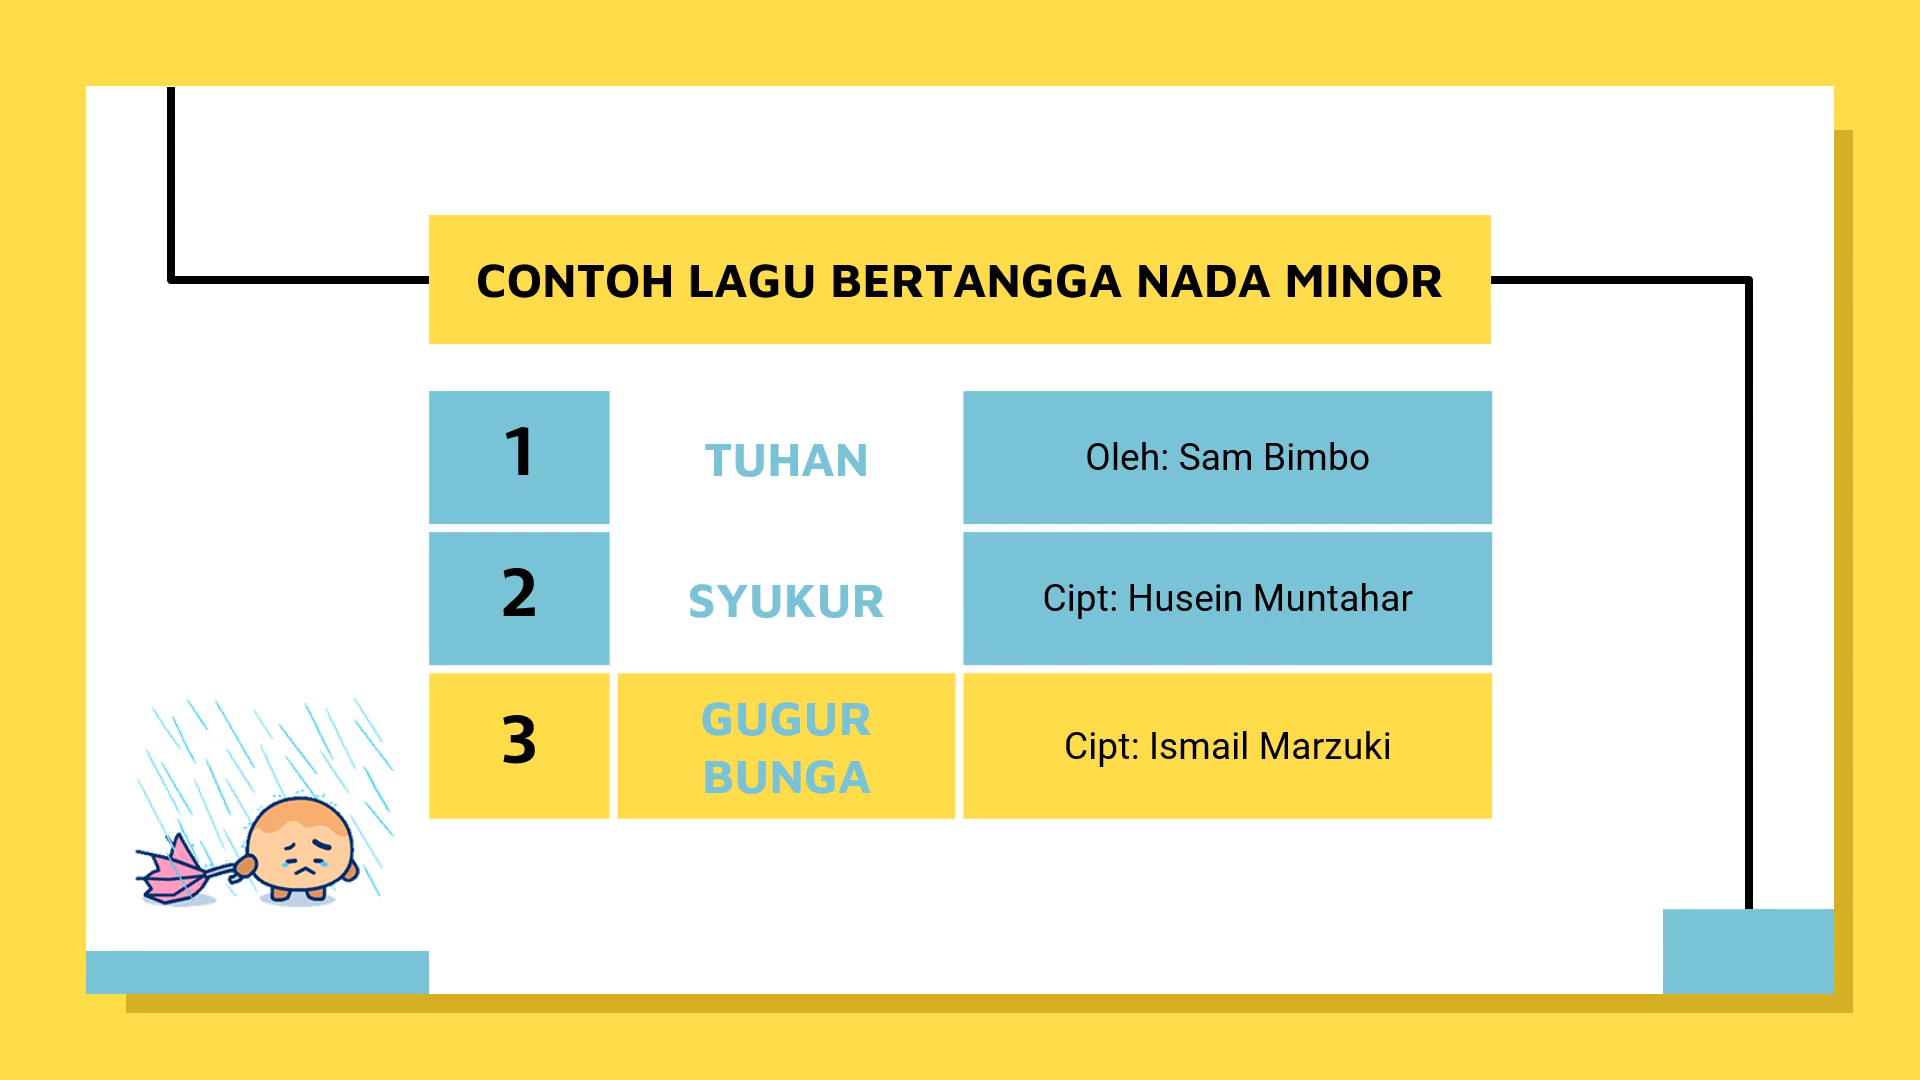 CONTOH LAGU BERTANGGA NADA MINOR
1
TUHAN
Oleh: Sam Bimbo
2
SYUKUR
Cipt: Husein Muntahar
3
GUGUR
BUNGA
Cipt: Ismail Marzuki